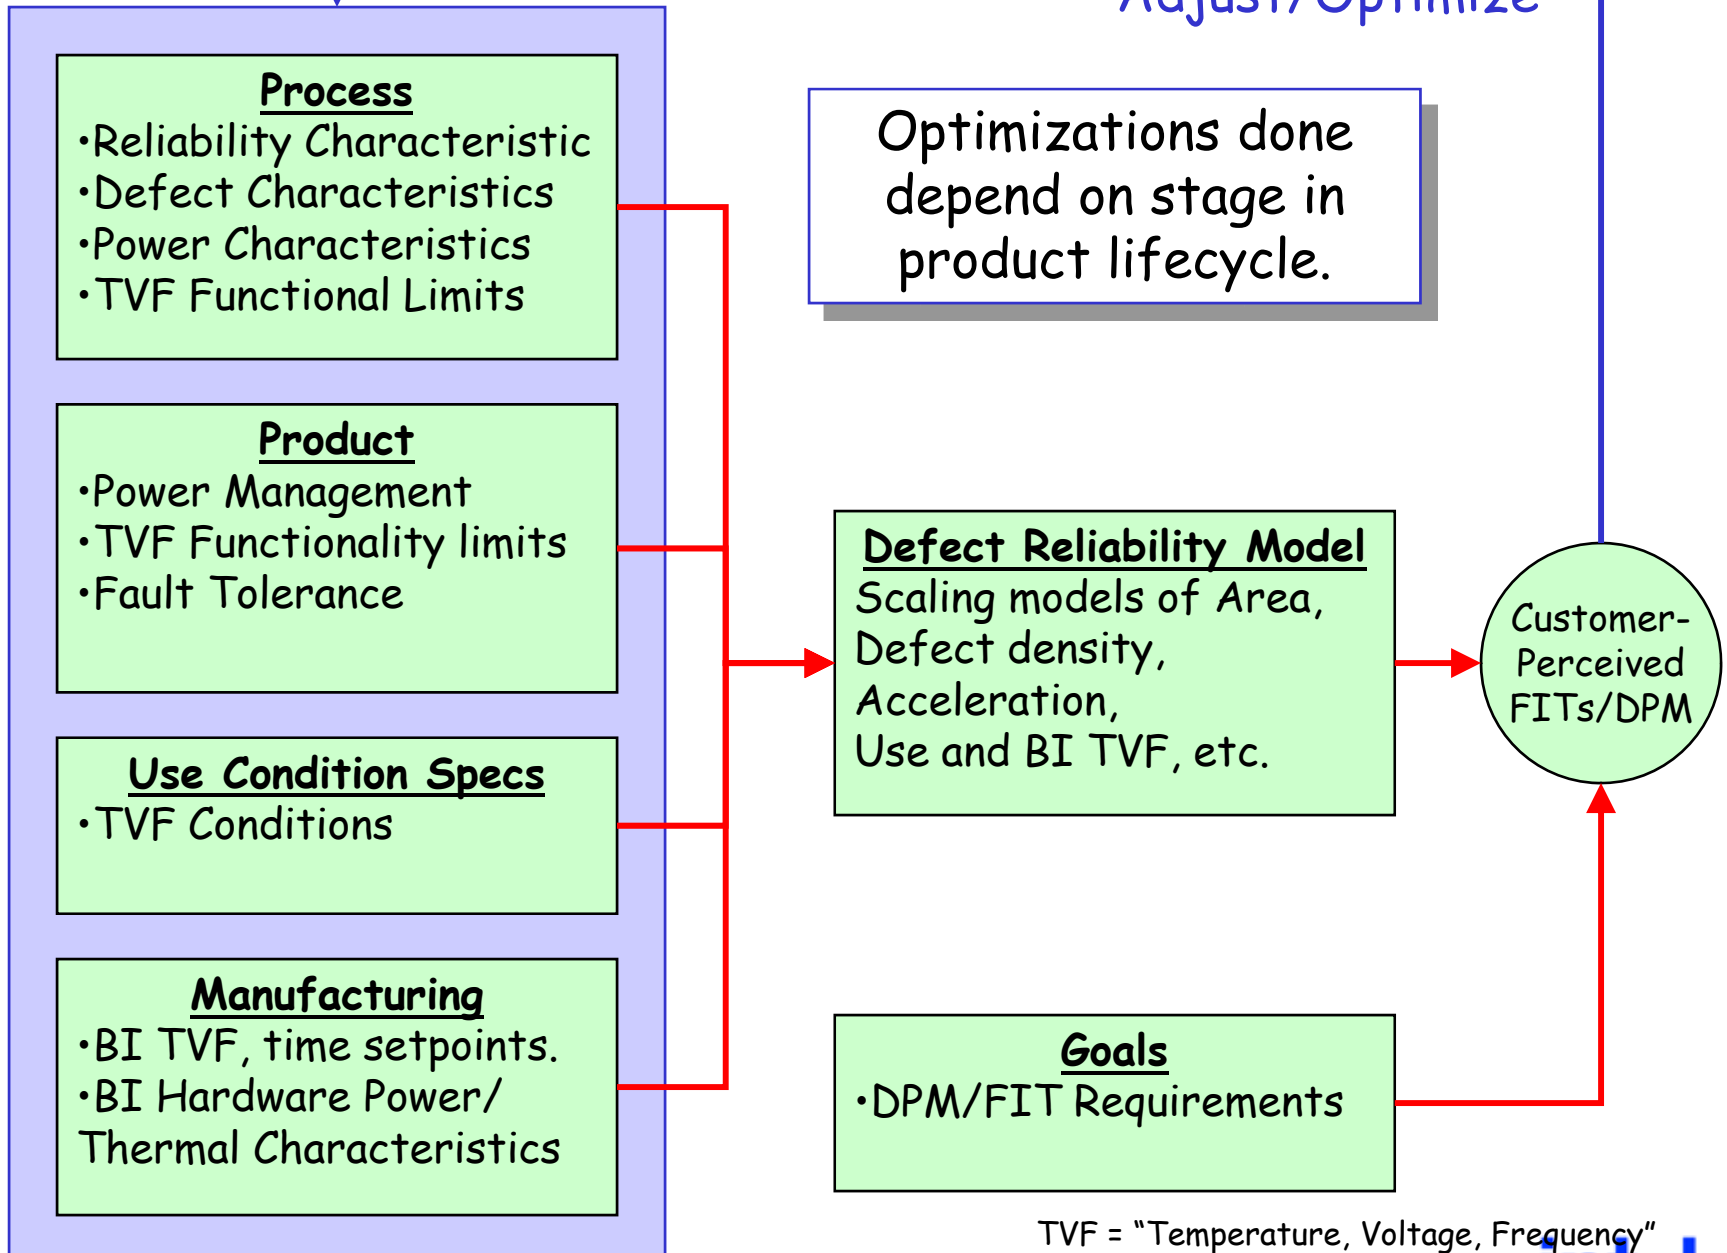 Adjust/Optimize
Process
•Reliability Characteristic
•Defect Characteristics
•Power Characteristics
•TVF Functional Limits
Optimizations done
depend on stage in
product lifecycle.
Product
•Power Management
•TVF Functionality limits
•Fault Tolerance
Use Condition Specs
•TVF Conditions
Manufacturing
•BI TVF, time setpoints.
•BI Hardware Power/
Thermal Characteristics
Defect Reliability Model
Scaling models of Area,
Defect density,
Acceleration,
Use and BI TVF, etc.
Customer-
Perceived
FITs/DPM
Goals
•DPM/FIT Requirements
TVF = “Temperature, Voltage, Frequency”